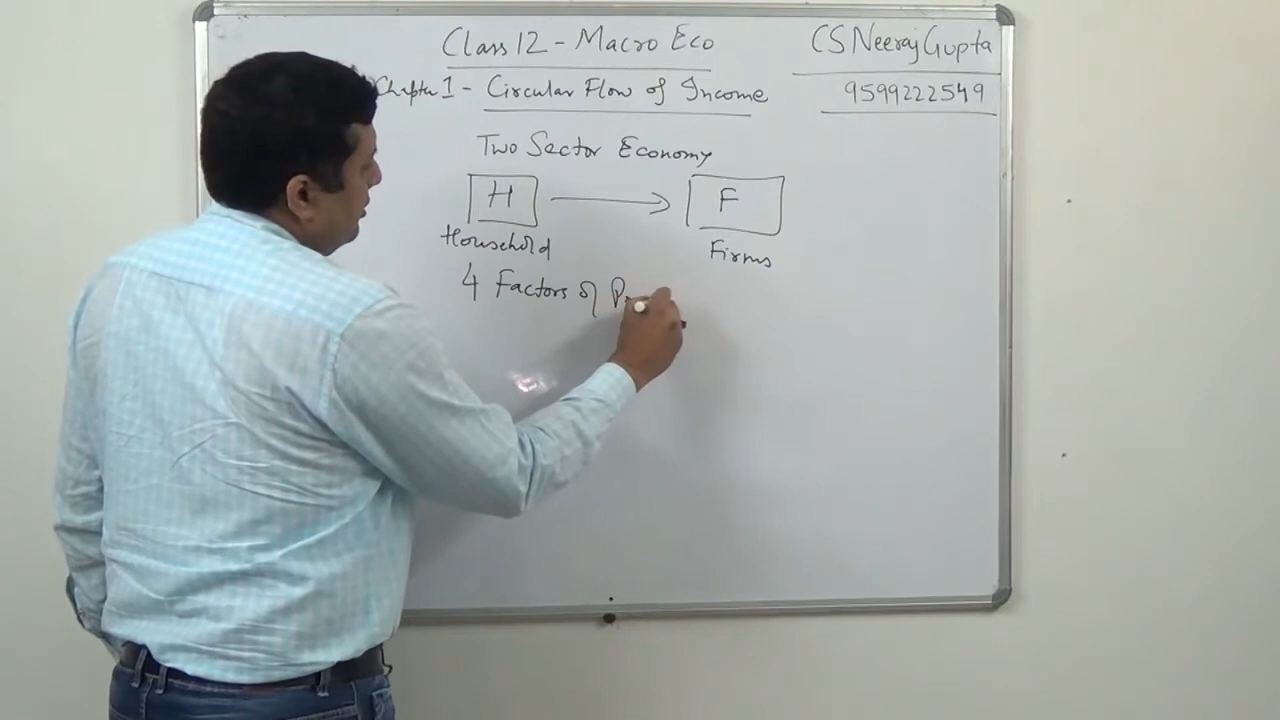 Class 12 - Macro Eco
CS Neeraj Gupta
Chapter 1 - Circular Flow of Income
9599222549
Two Sector Economy
H
F
Household
Firms
4 Factors of